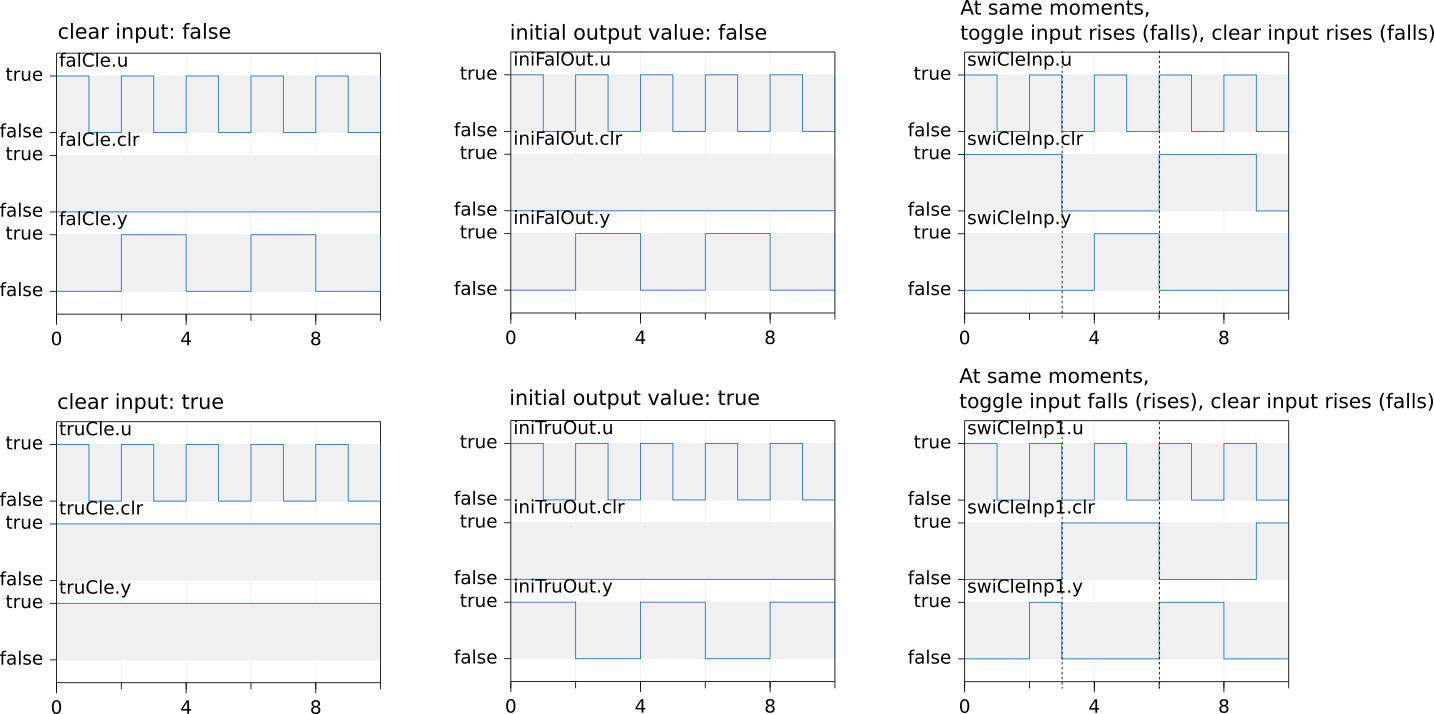 clear input: false
falCle.u
true
false
falCle.clr
true
false
falCle.y
true
false
0 4 8
initial output value: false
iniFalOut.u
true
false
iniFalOut.clr
true
false
iniFalOut.y
true
false
0 4 8
At same moments,
toggle input rises (falls), clear input rises (falls)
swiCleInp.u
true
false
swiCleInp.clr
true
false
swiCleInp.y
true
false
0 4 8
clear input: true
truCle.u
true
false
truCle.clr
true
false
truCle.y
true
false
0 4 8
initial output value: true
iniTruOut.u
true
false
iniTruOut.clr
true
false
iniTruOut.y
true
false
0 4 8
At same moments,
toggle input falls (rises), clear input rises (falls)
swiCleInp1.u
true
false
swiCleInp1.clr
true
false
swiCleInp1.y
true
false
0 4 8